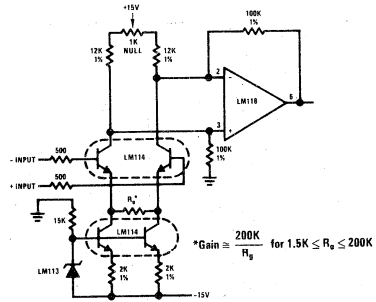 +15V
1K
NULL
12K
1%
12K
1%
100K
1%
2
-
LM118
6
3
+
100K
1%
500
- INPUT
LM114
500
+ INPUT
Rg*
15K
LM114
LM113
2K
1%
2K
1%
-15V
*Gain ≅ 200K / Rg for 1.5K ≤ Rg ≤ 200K